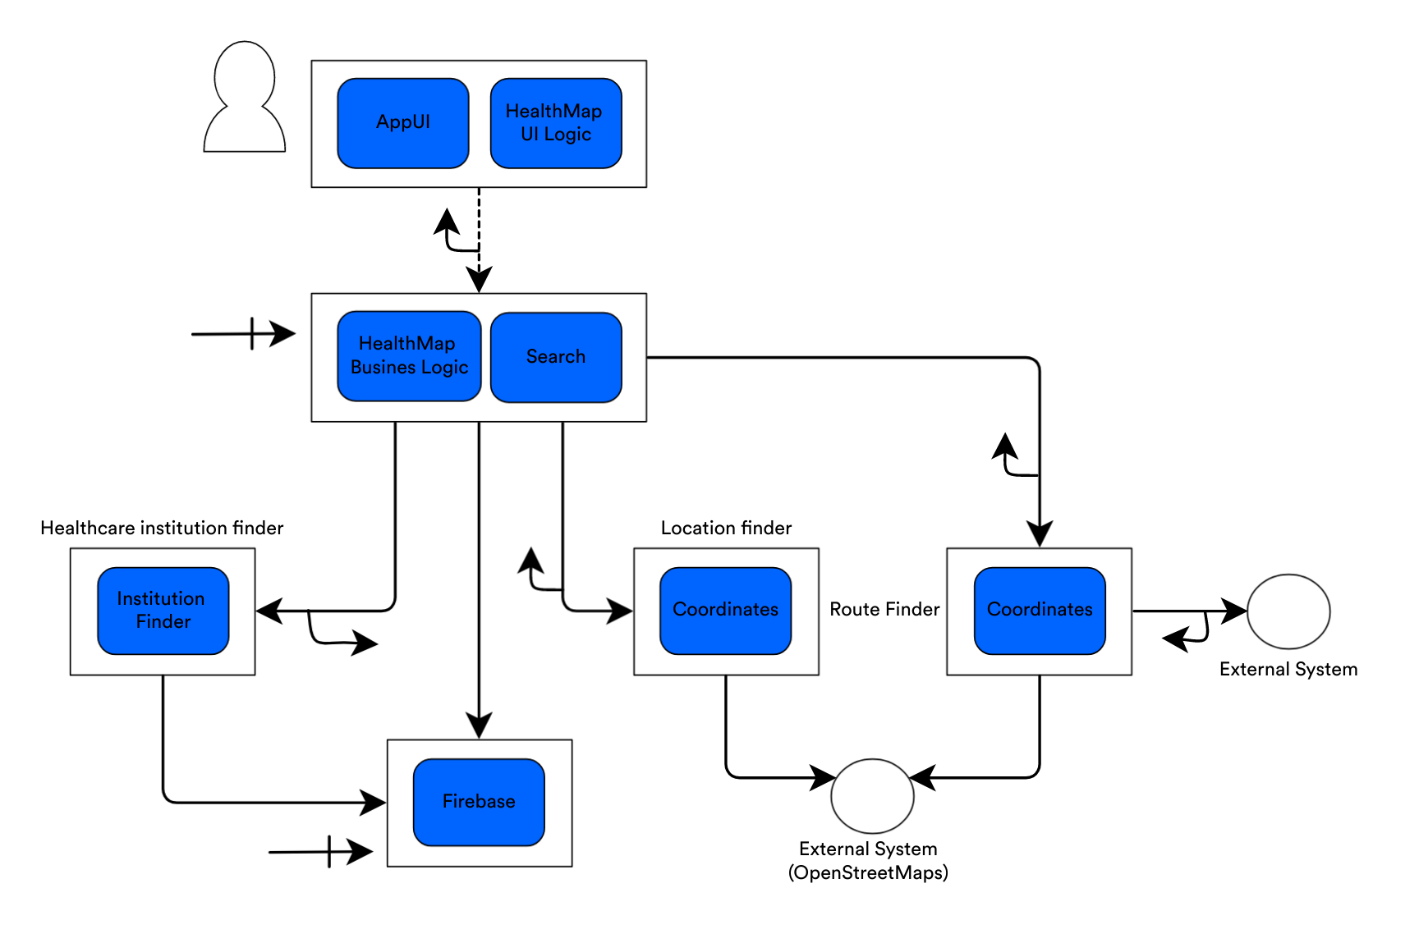 AppUI
HealthMap
UI Logic
HealthMap
Busines Logic
Search
Healthcare institution finder
Location finder
Institution
Finder
Coordinates
Route Finder
Coordinates
External System
Firebase
External System
(OpenStreetMaps)